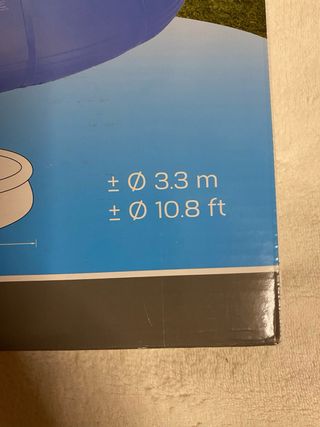 ± Ø 3.3 m
± Ø 10.8 ft